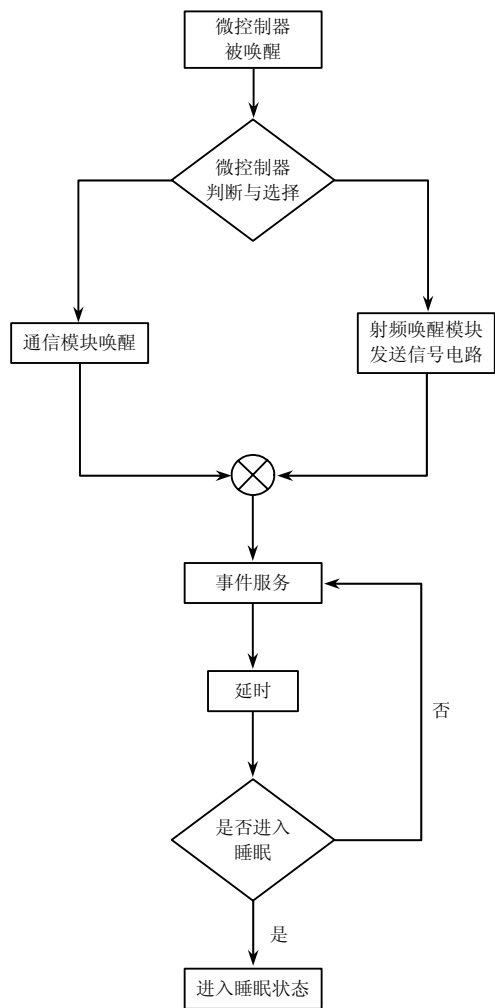 微控制器
被唤醒
微控制器
判断与选择
通信模块唤醒
射频唤醒模块
发送信号电路
事件服务
延时
否
是否进入
睡眠
是
进入睡眠状态